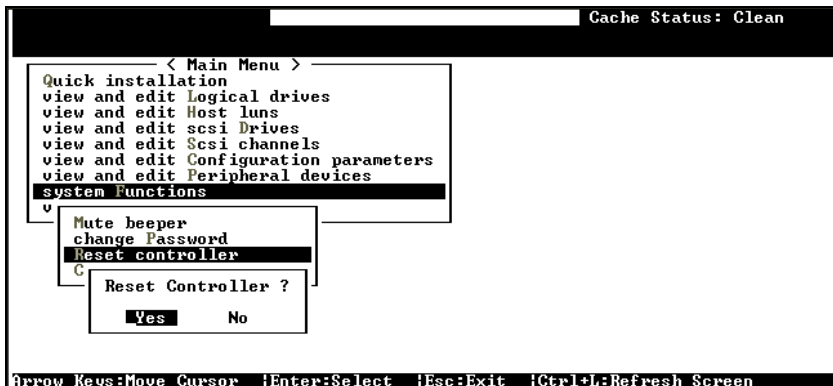 Cache Status: Clean
< Main Menu >
Quick installation
view and edit Logical drives
view and edit Host luns
view and edit scsi Drives
view and edit Scsi channels
view and edit Configuration parameters
view and edit Peripheral devices
system Functions
v
Mute beeper
change Password
Reset controller
C
Reset Controller ?
Yes No
Arrow Keys:Move Cursor |Enter:Select |Esc:Exit |Ctrl+L:Refresh Screen